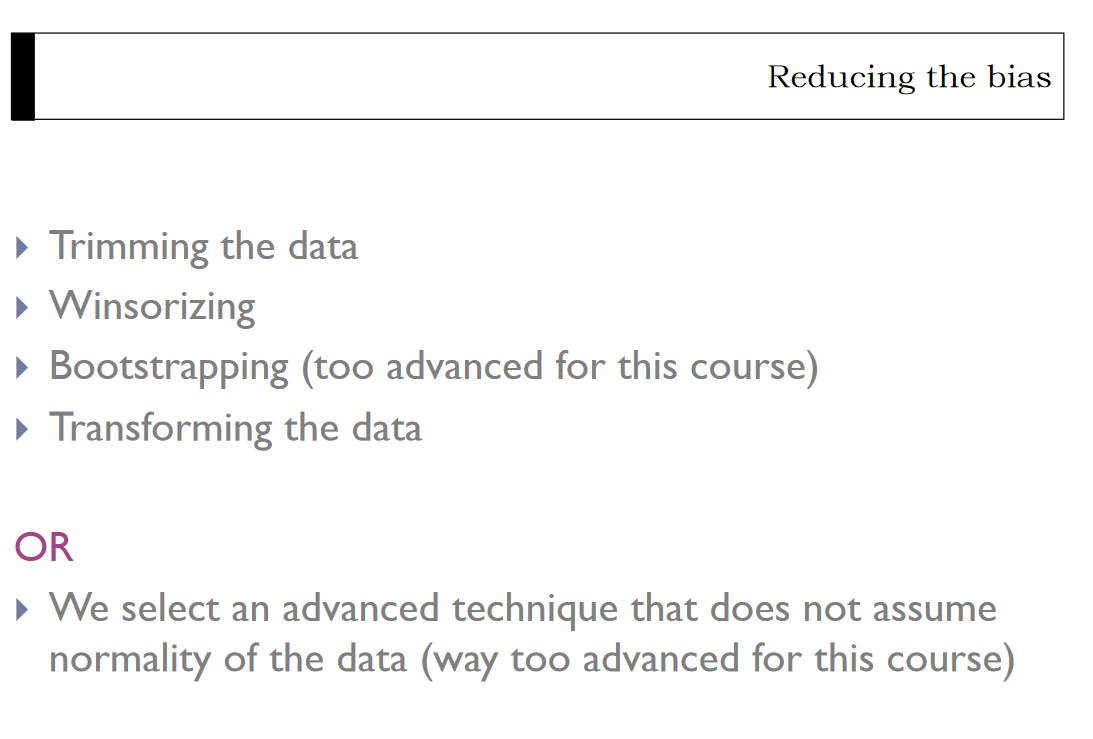 Reducing the bias
Trimming the data
Winsorizing
Bootstrapping (too advanced for this course)
Transforming the data
OR
We select an advanced technique that does not assume
normality of the data (way too advanced for this course)